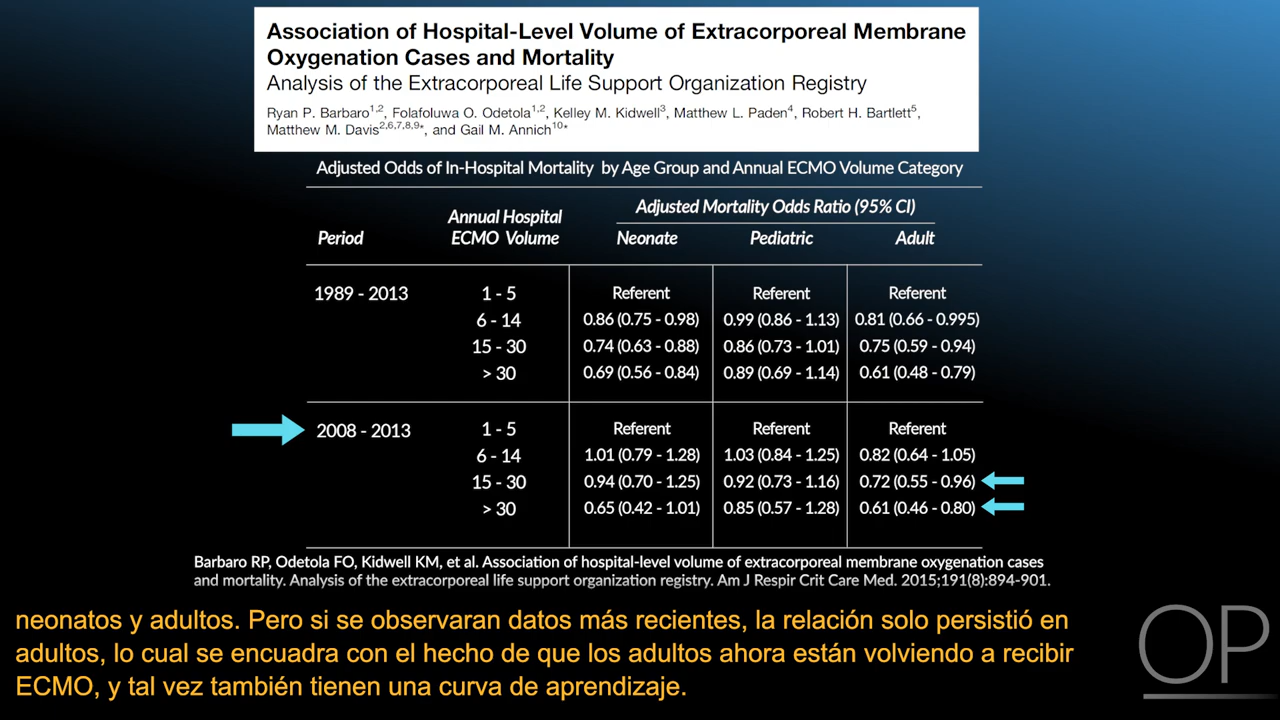 Association of Hospital-Level Volume of Extracorporeal Membrane
Oxygenation Cases and Mortality
Analysis of the Extracorporeal Life Support Organization Registry
Ryan P. Barbaro1,2, Folafoluwa O. Odetola1,2, Kelley M. Kidwell3, Matthew L. Paden4, Robert H. Bartlett5,
Matthew M. Davis2,6,7,8,9*, and Gail M. Annich10*
Adjusted Odds of In-Hospital Mortality by Age Group and Annual ECMO Volume Category
Adjusted Mortality Odds Ratio (95% CI)
Period Annual Hospital ECMO Volume Neonate Pediatric Adult
1989 - 2013 1 - 5 Referent Referent Referent
6 - 14 0.86 (0.75 - 0.98) 0.99 (0.86 - 1.13) 0.81 (0.66 - 0.995)
15 - 30 0.74 (0.63 - 0.88) 0.86 (0.73 - 1.01) 0.75 (0.59 - 0.94)
> 30 0.69 (0.56 - 0.84) 0.89 (0.69 - 1.14) 0.61 (0.48 - 0.79)
2008 - 2013 1 - 5 Referent Referent Referent
6 - 14 1.01 (0.79 - 1.28) 1.03 (0.84 - 1.25) 0.82 (0.64 - 1.05)
15 - 30 0.94 (0.70 - 1.25) 0.92 (0.73 - 1.16) 0.72 (0.55 - 0.96)
> 30 0.65 (0.42 - 1.01) 0.85 (0.57 - 1.28) 0.61 (0.46 - 0.80)
Barbaro RP, Odetola FO, Kidwell KM, et al. Association of hospital-level volume of extracorporeal membrane oxygenation cases
and mortality. Analysis of the extracorporeal life support organization registry. Am J Respir Crit Care Med. 2015;191(8):894-901.
neonatos y adultos. Pero si se observaran datos más recientes, la relación solo persistió en
adultos, lo cual se encuadra con el hecho de que los adultos ahora están volviendo a recibir
ECMO, y tal vez también tienen una curva de aprendizaje.
OP